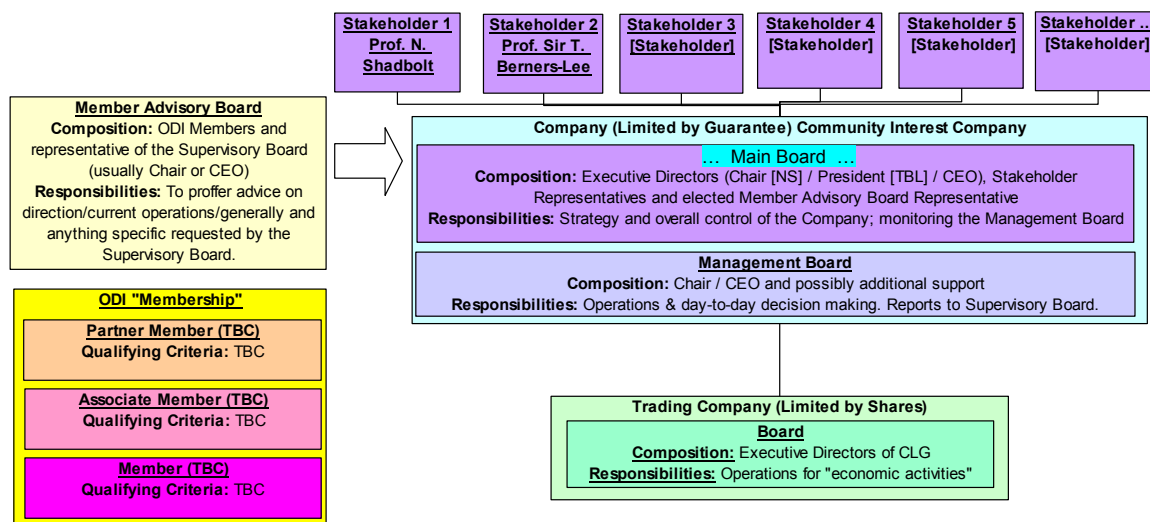 Stakeholder 1
Prof. N.
Shadbolt
Stakeholder 2
Prof. Sir T.
Berners-Lee
Stakeholder 3
[Stakeholder]
Stakeholder 4
[Stakeholder]
Stakeholder 5
[Stakeholder]
Stakeholder ...
[Stakeholder]
Member Advisory Board
Composition: ODI Members and
representative of the Supervisory Board
(usually Chair or CEO)
Responsibilities: To proffer advice on
direction/current operations/generally and
anything specific requested by the
Supervisory Board.
Company (Limited by Guarantee) Community Interest Company
... Main Board ...
Composition: Executive Directors (Chair [NS] / President [TBL] / CEO), Stakeholder
Representatives and elected Member Advisory Board Representative
Responsibilities: Strategy and overall control of the Company; monitoring the Management Board
Management Board
Composition: Chair / CEO and possibly additional support
Responsibilities: Operations & day-to-day decision making. Reports to Supervisory Board.
ODI "Membership"
Partner Member (TBC)
Qualifying Criteria: TBC
Associate Member (TBC)
Qualifying Criteria: TBC
Member (TBC)
Qualifying Criteria: TBC
Trading Company (Limited by Shares)
Board
Composition: Executive Directors of CLG
Responsibilities: Operations for "economic activities"